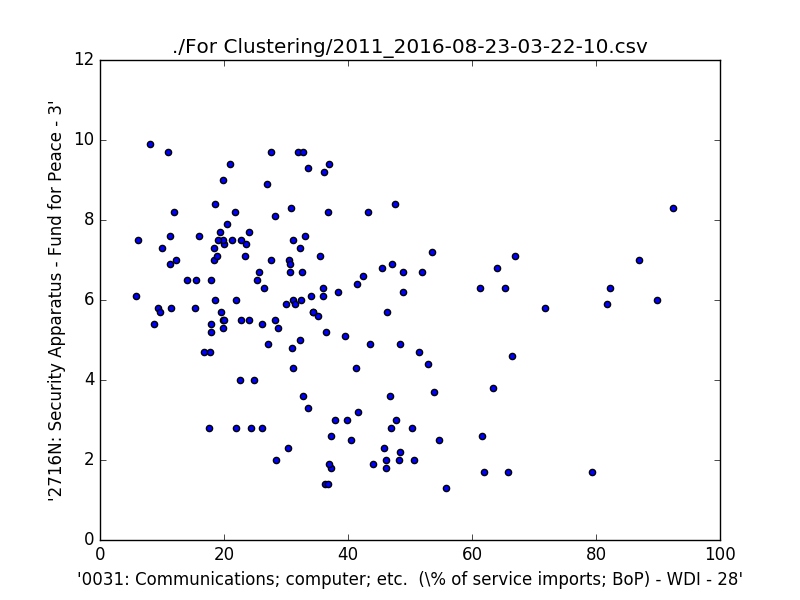 ./For Clustering/2011_2016-08-23-03-22-10.csv
12
10
8
6
4
2
0
'2716N: Security Apparatus - Fund for Peace - 3'
0 20 40 60 80 100
'0031: Communications; computer; etc.  (\% of service imports; BoP) - WDI - 28'